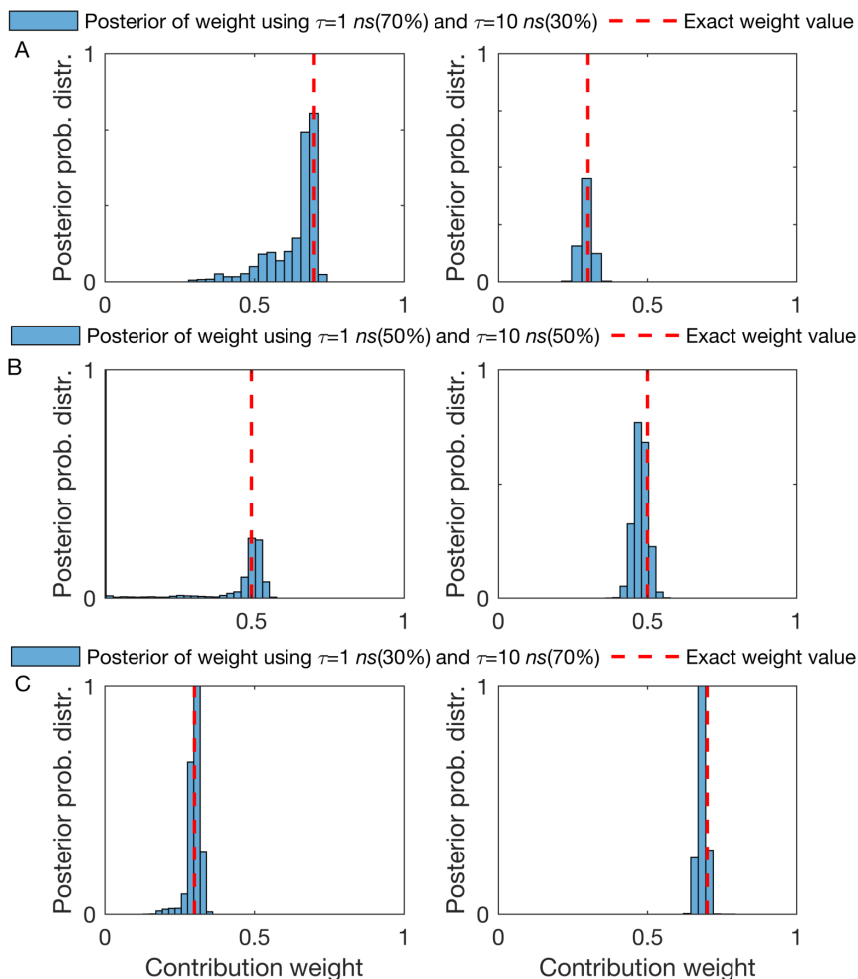 Posterior of weight using τ=1 ns(70%) and τ=10 ns(30%) Exact weight value
A
Posterior prob. distr.
1
0
0 0.5 1
Posterior prob. distr.
1
0
0 0.5 1
Posterior of weight using τ=1 ns(50%) and τ=10 ns(50%) Exact weight value
B
Posterior prob. distr.
1
0
0.5 1
Posterior prob. distr.
1
0
0 0.5 1
Posterior of weight using τ=1 ns(30%) and τ=10 ns(70%) Exact weight value
C
Posterior prob. distr.
1
0
0 0.5 1
Contribution weight
Posterior prob. distr.
1
0
0 0.5 1
Contribution weight